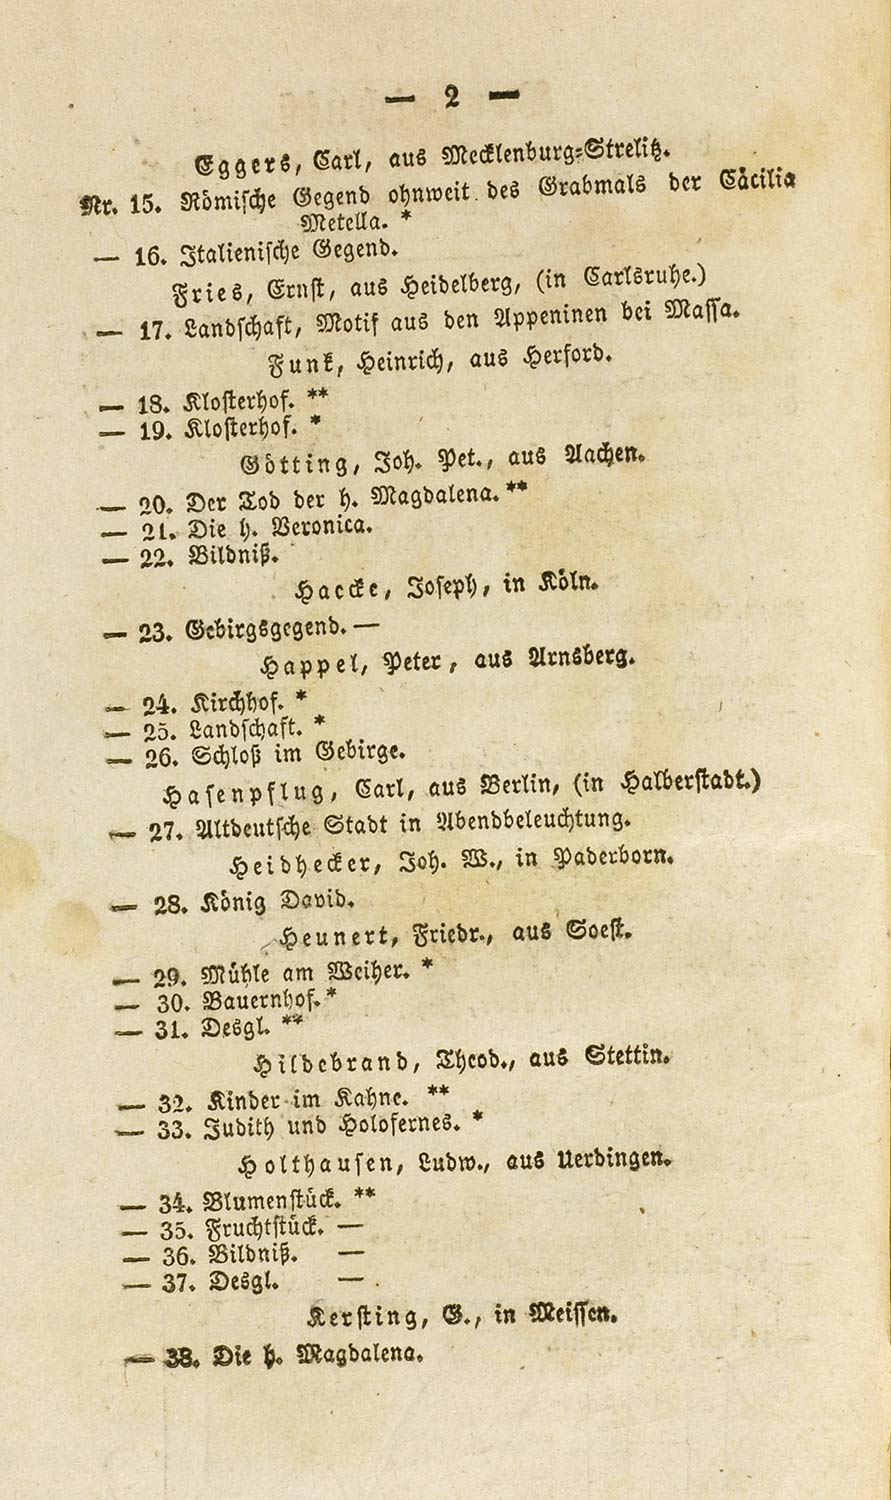 — 2 —
Eggers, Carl, aus Mecklenburg-Strelitz.
Nr. 15. Römische Gegend ohnweit des Grabmals der Cäcilia
Metella. *
— 16. Italienische Gegend.
Fries, Ernst, aus Heidelberg, (in Carlsruhe.)
— 17. Landschaft, Motif aus den Appeninen bei Massa.
Funk, Heinrich, aus Herford.
— 18. Klosterhof. **
— 19. Klosterhof. *
Götting, Joh. Pet., aus Aachen.
— 20. Der Tod der h. Magdalena. **
— 21. Die h. Veronica.
— 22. Bildniß.
Haecke, Joseph, in Köln.
— 23. Gebirgsgegend. —
Happel, Peter, aus Arnsberg.
— 24. Kirchhof. *
— 25. Landschaft. *
— 26. Schloß im Gebirge.
Hasenpflug, Carl, aus Berlin, (in Halberstadt.)
— 27. Altdeutsche Stadt in Abendbeleuchtung.
Heidhecker, Joh. W., in Paderborn.
— 28. König David.
Heunert, Friedr., aus Soest.
— 29. Mühle am Weiher. *
— 30. Bauernhof. *
— 31. Desgl. **
Hildebrand, Theod., aus Stettin.
— 32. Kinder im Kahne. **
— 33. Judith und Holofernes. *
Holthausen, Ludw., aus Uerdingen.
— 34. Blumenstück. **
— 35. Fruchtstück. —
— 36. Bildniß. —
— 37. Desgl. —
Kersting, G., in Meissen.
— 38. Die h. Magdalena.